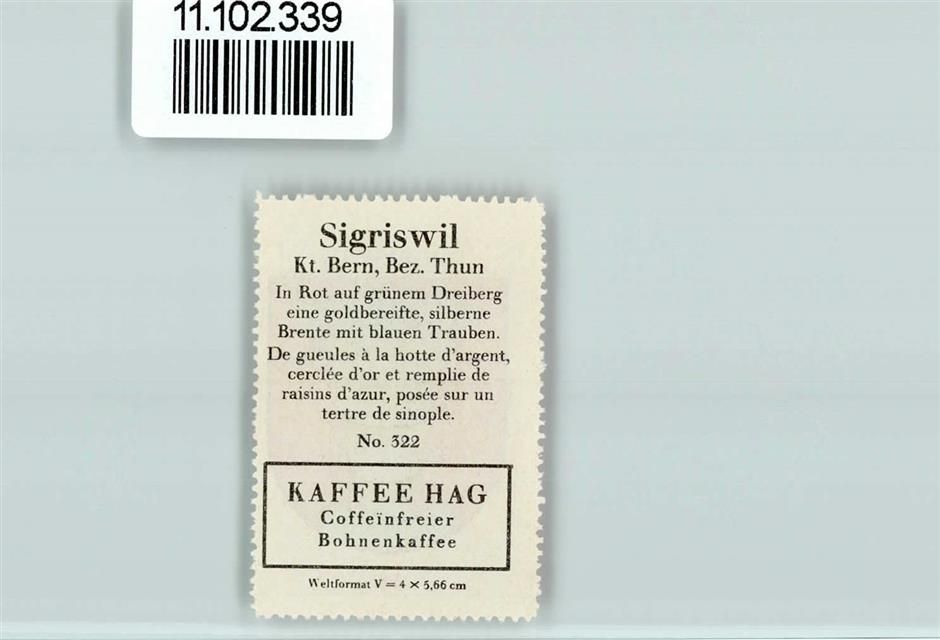 11.102.339
Sigriswil
Kt. Bern, Bez. Thun
In Rot auf grünem Dreiberg
eine goldbereifte, silberne
Brente mit blauen Trauben.
De gueules à la hotte d'argent,
cerclée d'or et remplie de
raisins d'azur, posée sur un
tertre de sinople.
No. 322
KAFFEE HAG
Coffeïnfreier
Bohnenkaffee
Weltformat V = 4 × 5,66 cm